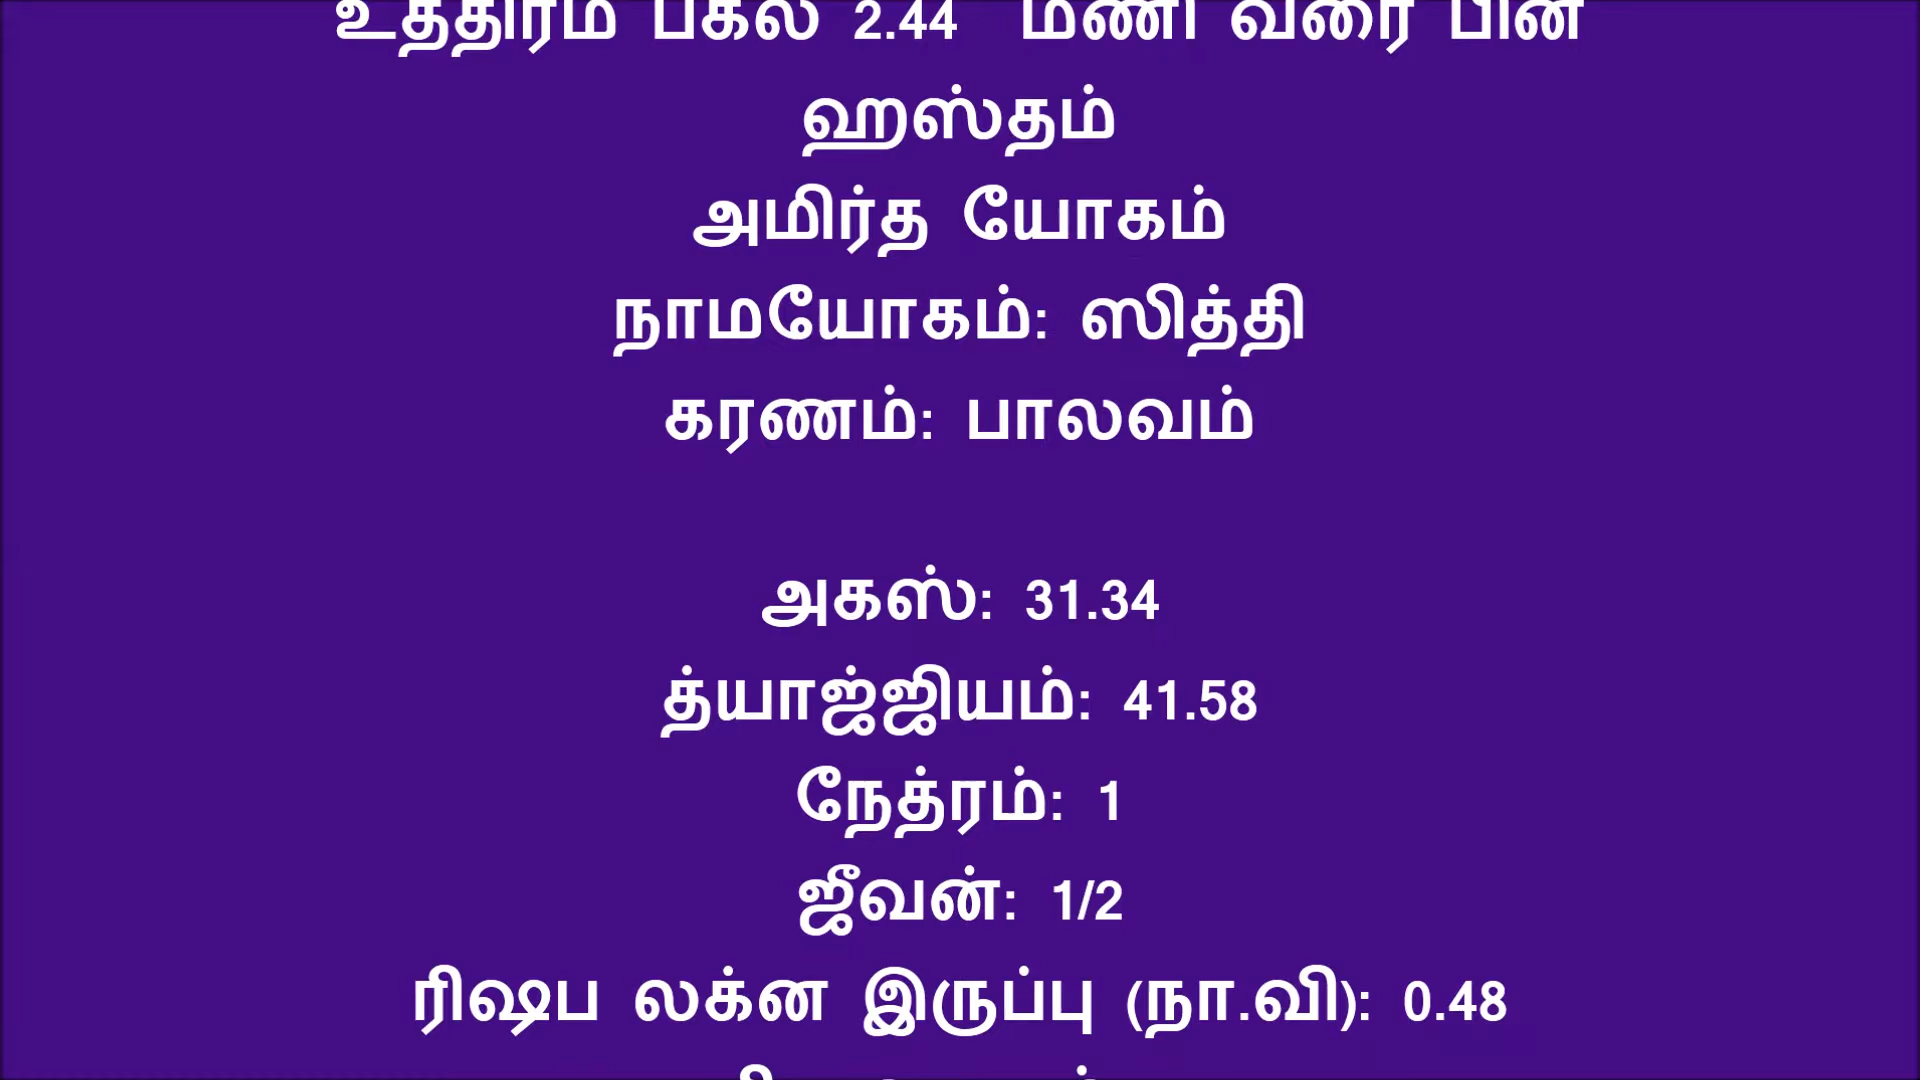 உத்திரம் பகல் 2.44 மணி வரை பின்
ஹஸ்தம்
அமிர்த யோகம்
நாமயோகம்: ஸித்தி
கரணம்: பாலவம்
அகஸ்: 31.34
த்யாஜ்ஜியம்: 41.58
நேத்ரம்: 1
ஜீவன்: 1/2
ரிஷப லக்ன இருப்பு (நா.வி): 0.48